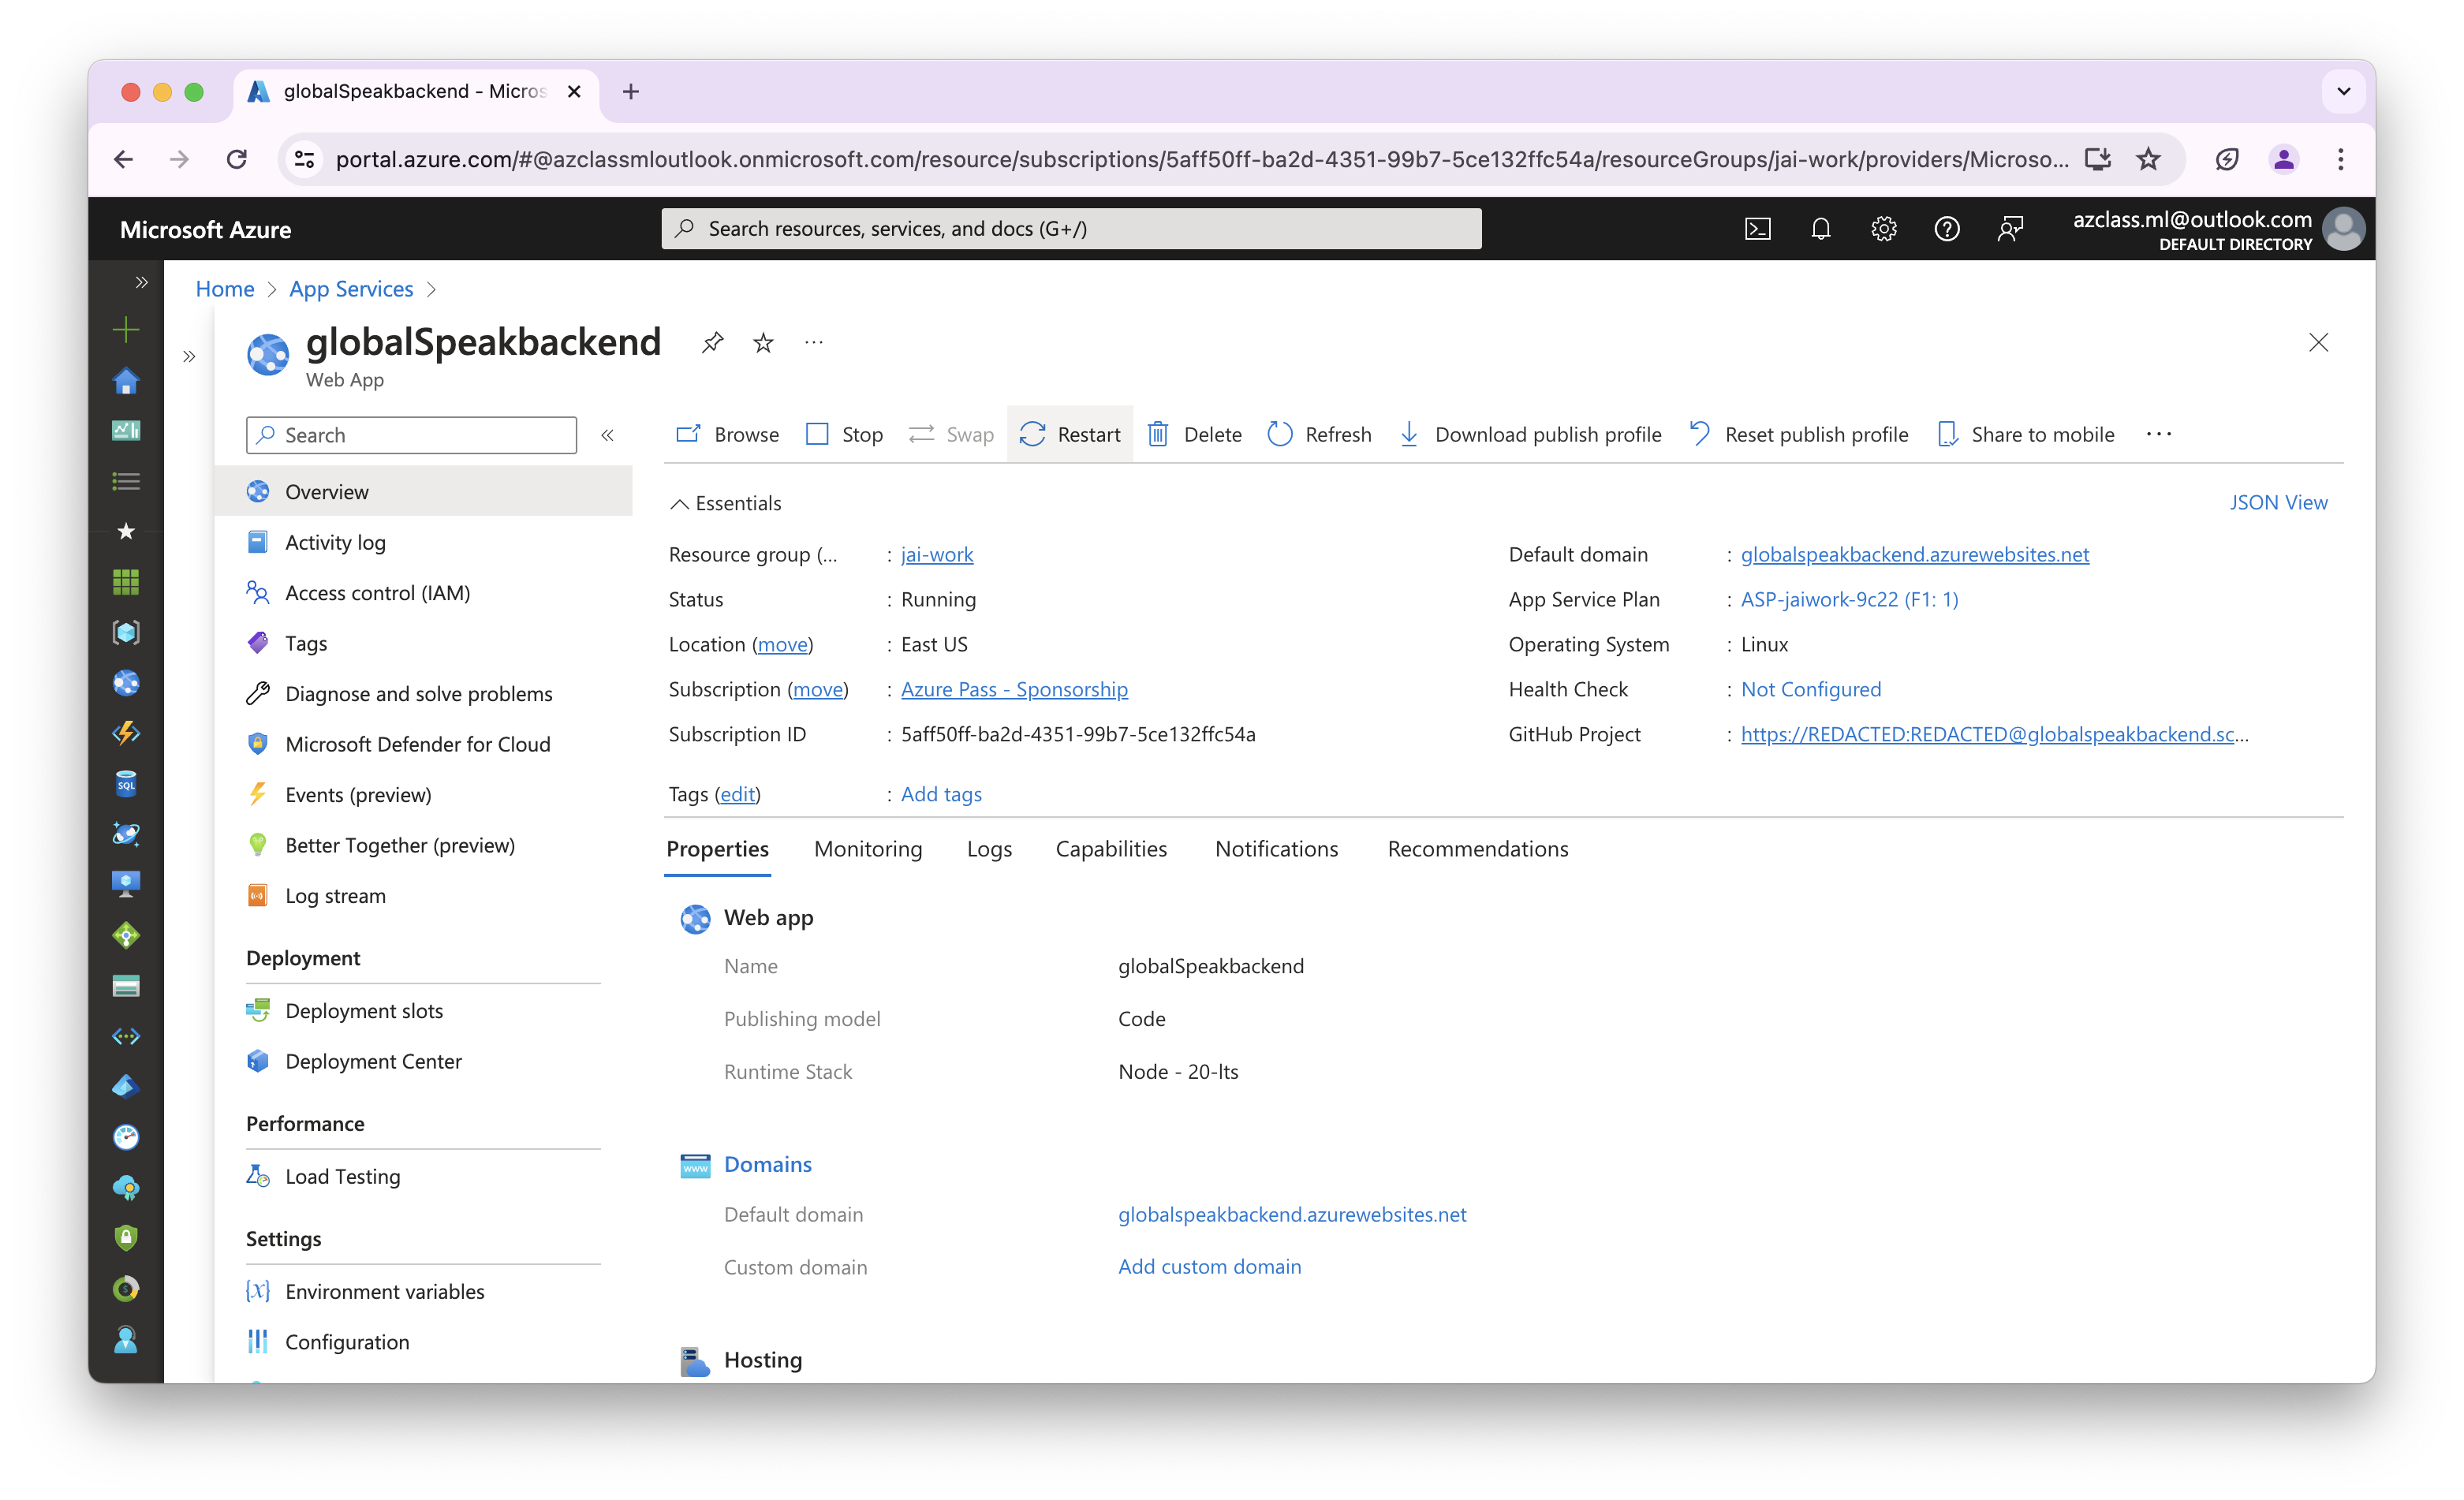 globalSpeakbackend - Micros
portal.azure.com/#@azclassmloutlook.onmicrosoft.com/resource/subscriptions/5aff50ff-ba2d-4351-99b7-5ce132ffc54a/resourceGroups/jai-work/providers/Microso...
Microsoft Azure
Search resources, services, and docs (G+/)
azclass.ml@outlook.com
DEFAULT DIRECTORY
Home > App Services >
globalSpeakbackend
Web App
Search
Browse Stop Swap Restart Delete Refresh Download publish profile Reset publish profile Share to mobile
Overview
Activity log
Access control (IAM)
Tags
Diagnose and solve problems
Microsoft Defender for Cloud
Events (preview)
Better Together (preview)
Log stream
Deployment
Deployment slots
Deployment Center
Performance
Load Testing
Settings
Environment variables
Configuration
Essentials
JSON View
Resource group (... : jai-work
Status : Running
Location (move) : East US
Subscription (move) : Azure Pass - Sponsorship
Subscription ID : 5aff50ff-ba2d-4351-99b7-5ce132ffc54a
Tags (edit) : Add tags
Default domain : globalspeakbackend.azurewebsites.net
App Service Plan : ASP-jaiwork-9c22 (F1: 1)
Operating System : Linux
Health Check : Not Configured
GitHub Project : https://REDACTED:REDACTED@globalspeakbackend.sc...
Properties Monitoring Logs Capabilities Notifications Recommendations
Web app
Name globalSpeakbackend
Publishing model Code
Runtime Stack Node - 20-lts
www
Domains
Default domain globalspeakbackend.azurewebsites.net
Custom domain Add custom domain
Hosting
SQL